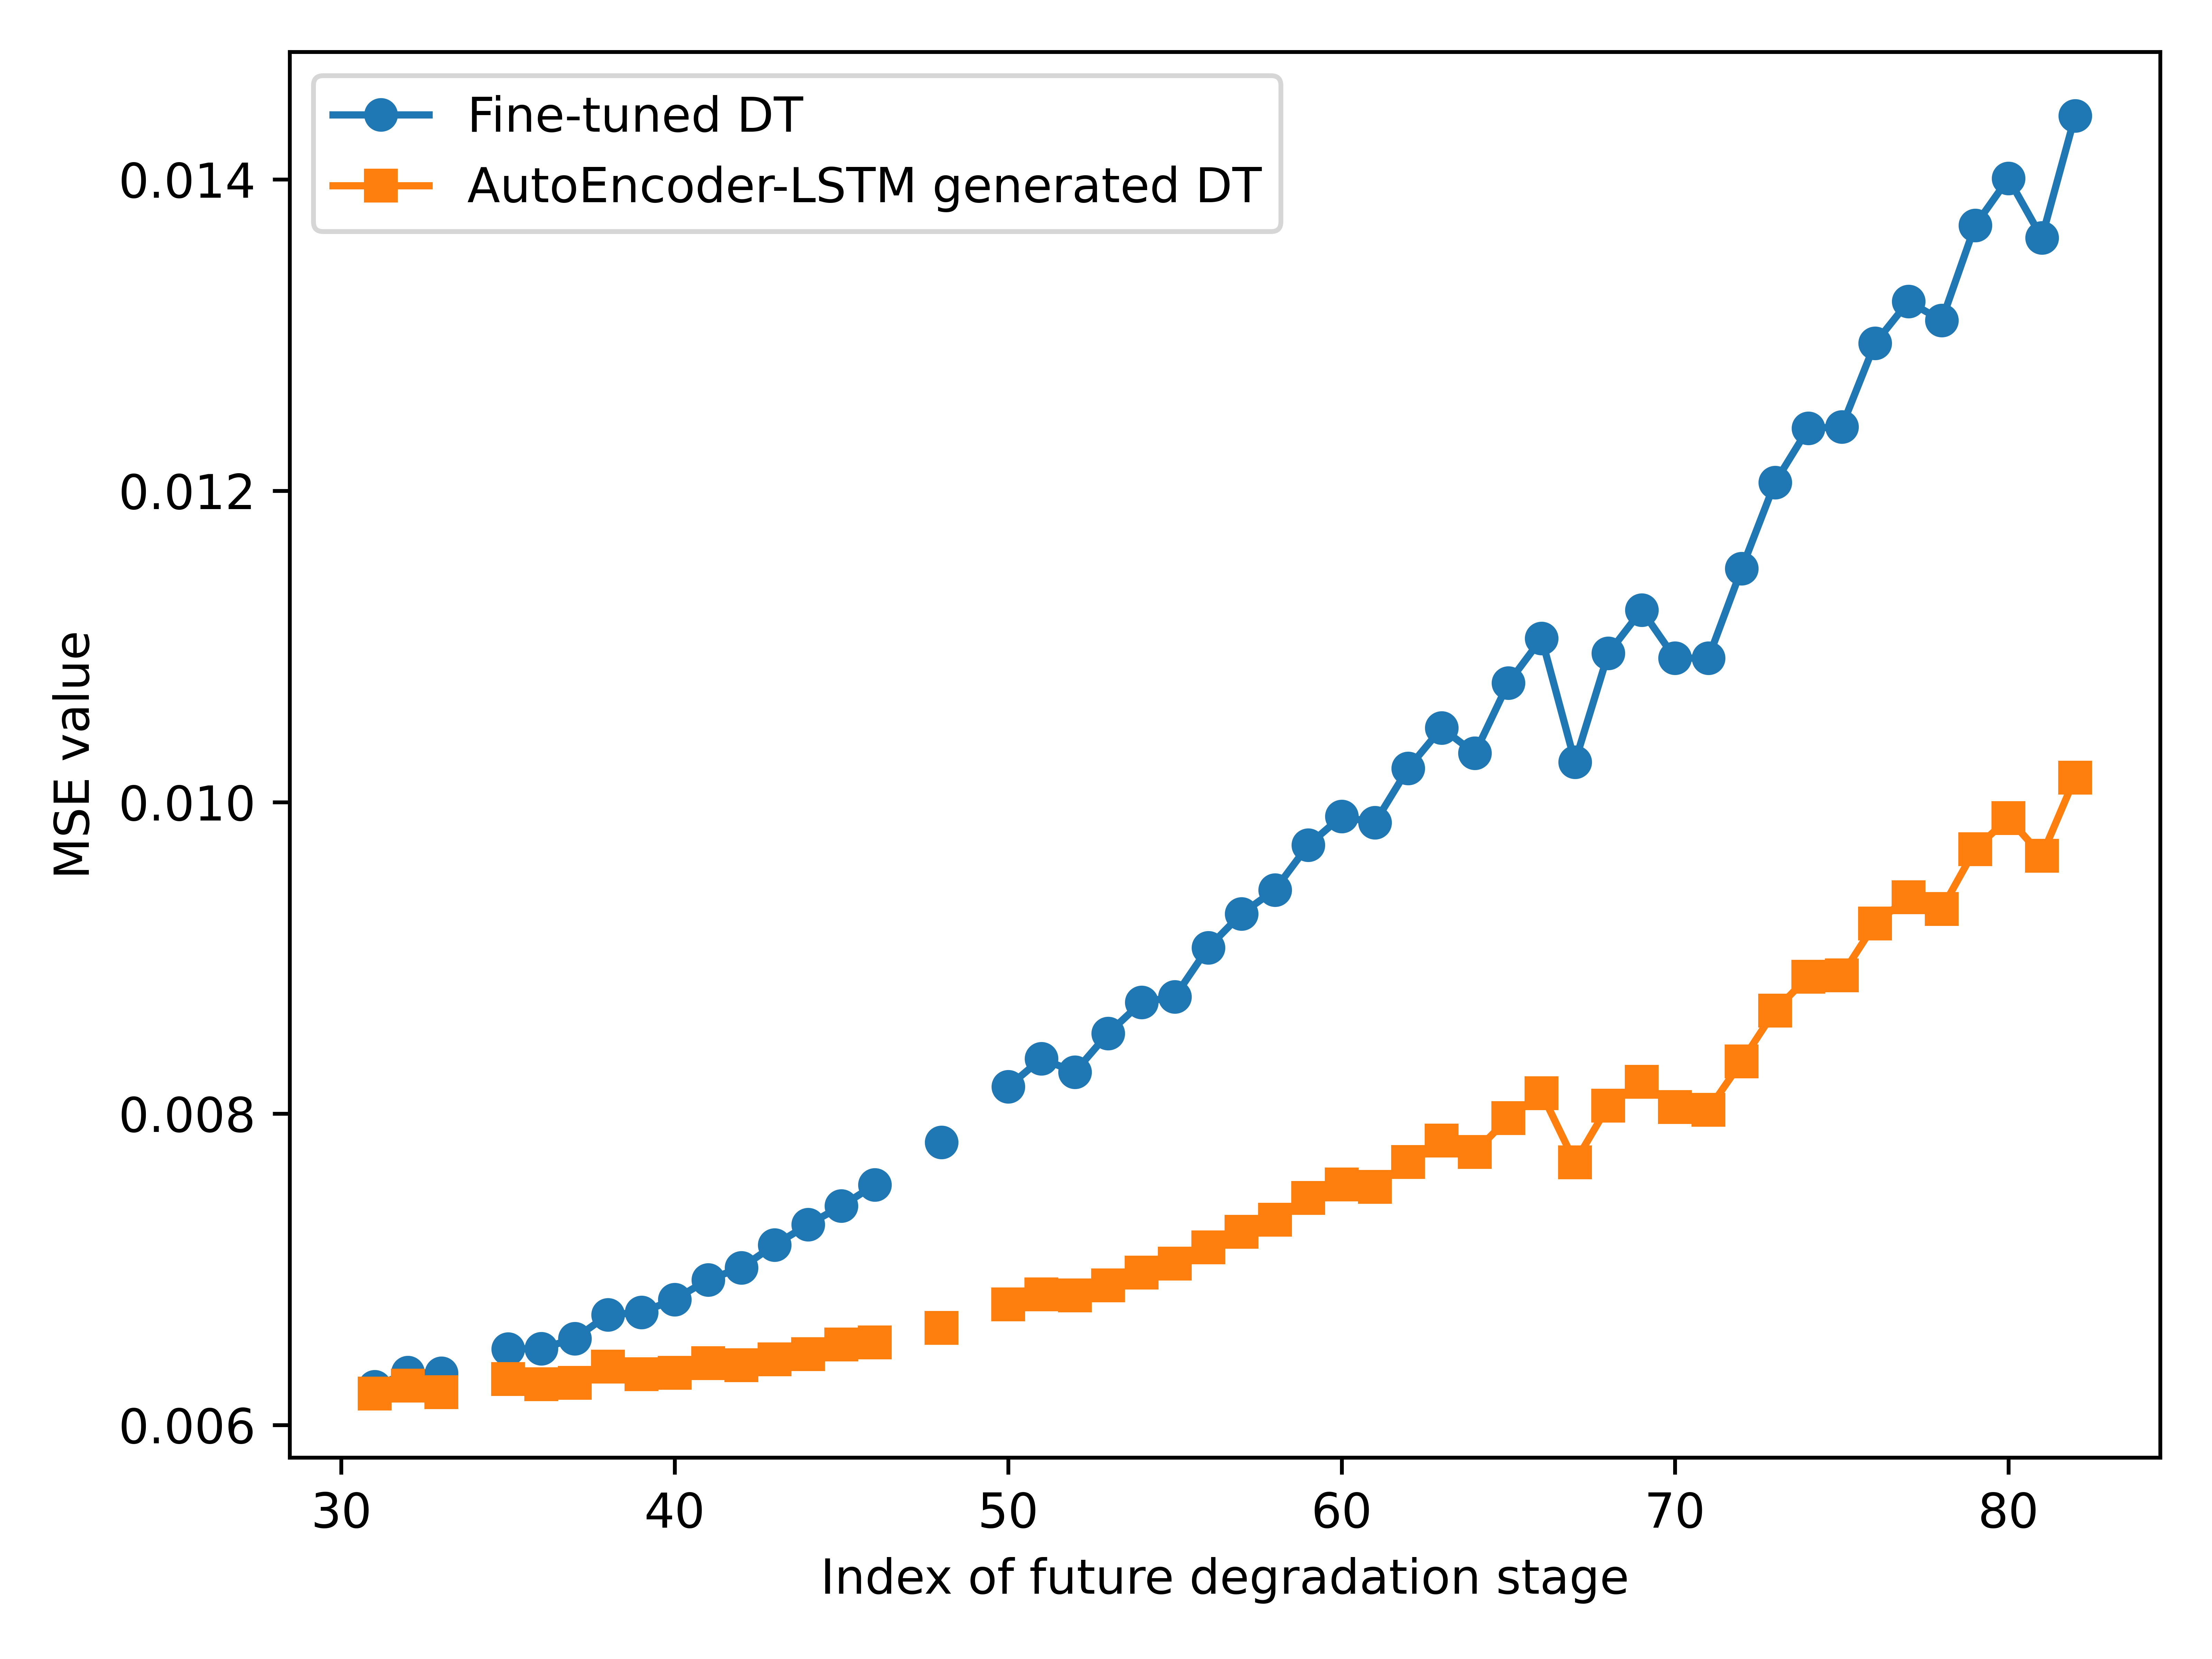 Fine-tuned DT
AutoEncoder-LSTM generated DT
0.014
0.012
0.010
0.008
0.006
MSE value
30 40 50 60 70 80
Index of future degradation stage